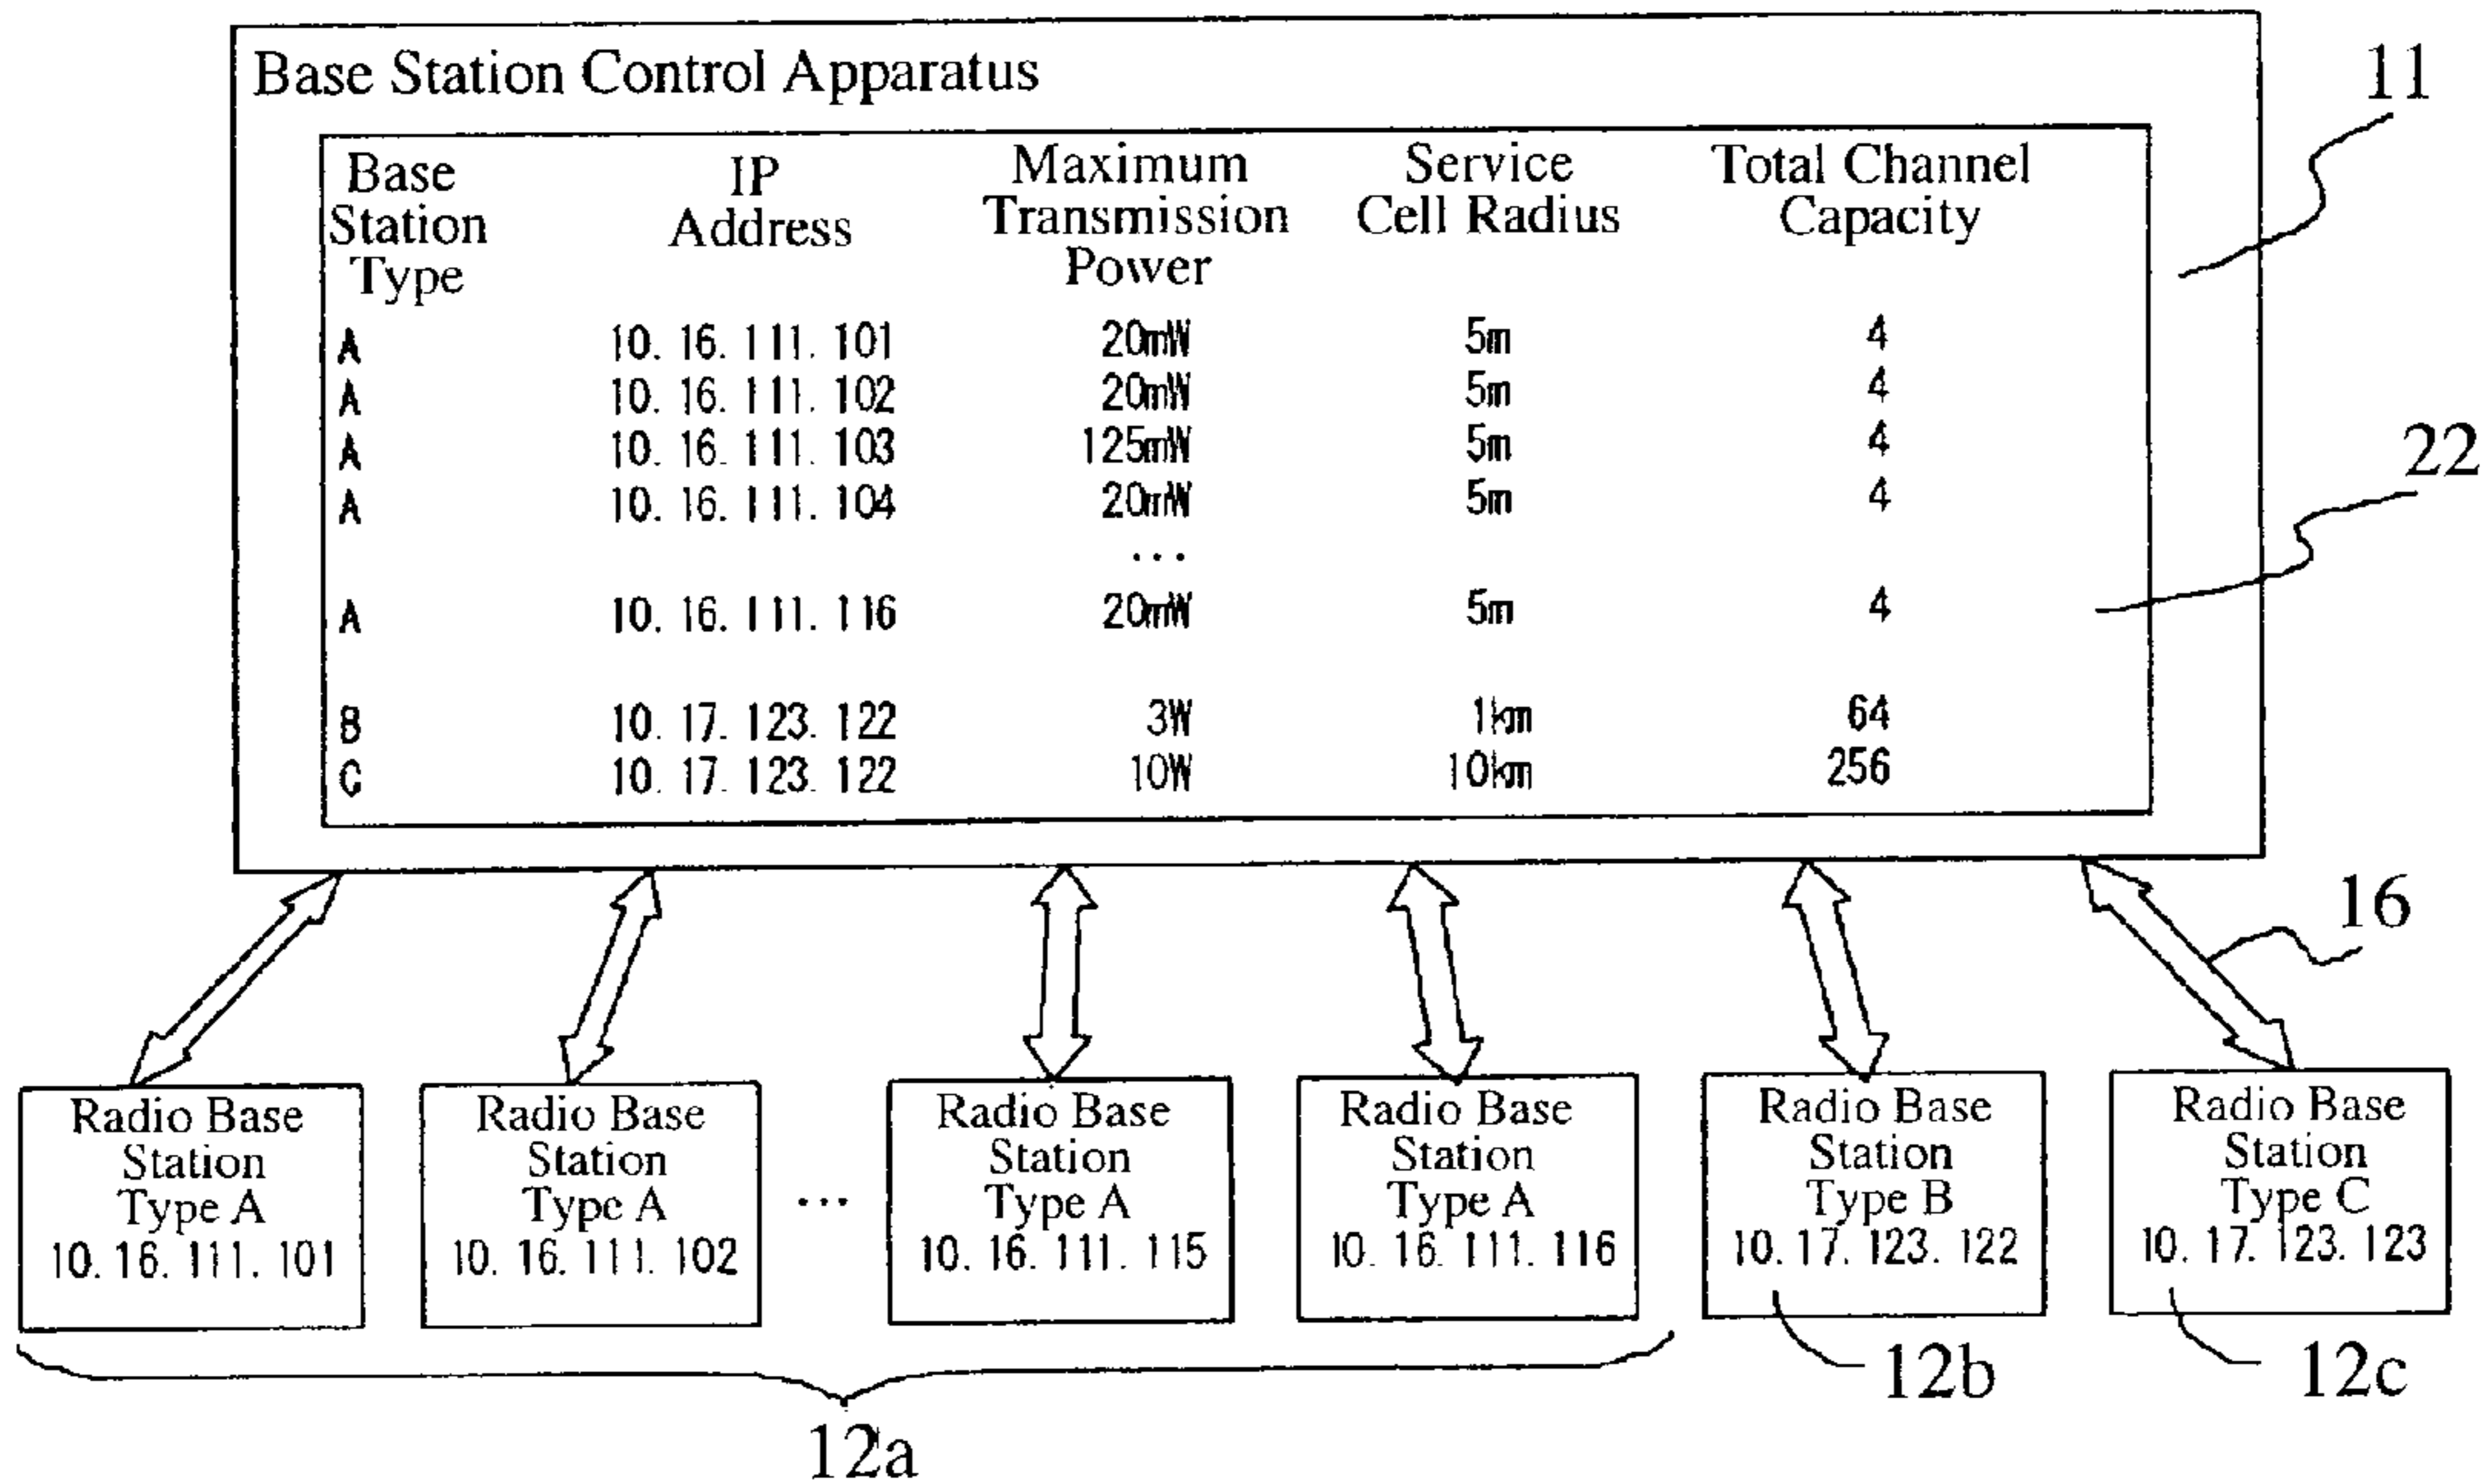 Base Station Control Apparatus
11
Base Station Type IP Address Maximum Transmission Power Service Cell Radius Total Channel Capacity
A 10.16.111.101 20mW 5m 4
A 10.16.111.102 20mW 5m 4
A 10.16.111.103 125mW 5m 4
A 10.16.111.104 20mW 5m 4
...
A 10.16.111.116 20mW 5m 4
22
B 10.17.123.122 3W 1km 64
C 10.17.123.122 10W 10km 256
16
Radio Base
Station
Type A
10.16.111.101
Radio Base
Station
Type A
10.16.111.102
...
Radio Base
Station
Type A
10.16.111.115
Radio Base
Station
Type A
10.16.111.116
Radio Base
Station
Type B
10.17.123.122
Radio Base
Station
Type C
10.17.123.123
12a
12b
12c